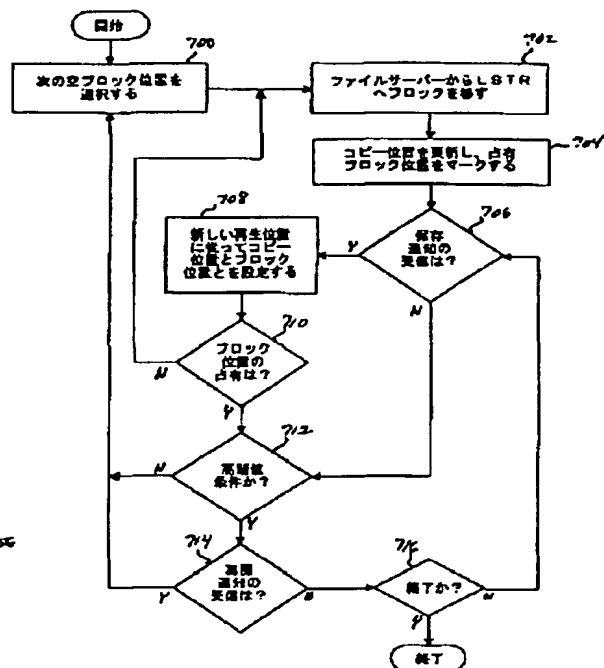 開始
700
次の空ブロック位置を
選択する
702
ファイルサーバーからLSTR
へブロックを移す
704
コピー位置を更新し、占有
ブロック位置をマークする
706
保存
通知の
受信は?
Y
N
708
新しい再生位置
に従ってコピー
位置とブロック
位置とを設定する
710
ブロック
位置の
占有は?
N
Y
712
高閾値
条件か?
N
Y
714
再開
通知の
受信は?
Y
N
716
終了か?
N
Y
終了